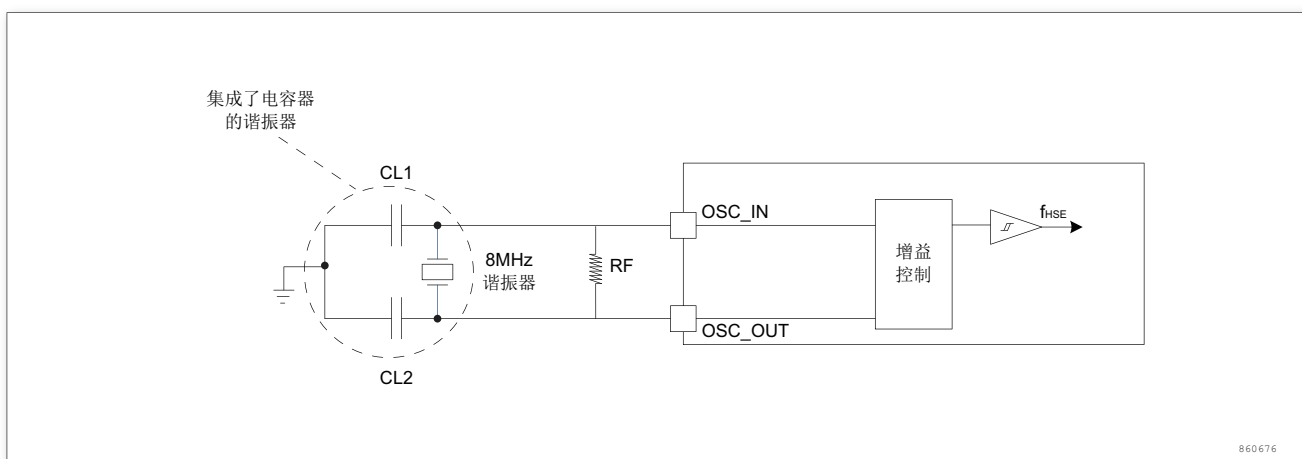 集成了电容器
的谐振器
CL1
OSC_IN
fHSE
8MHz
谐振器
RF
增益
控制
OSC_OUT
CL2
860676